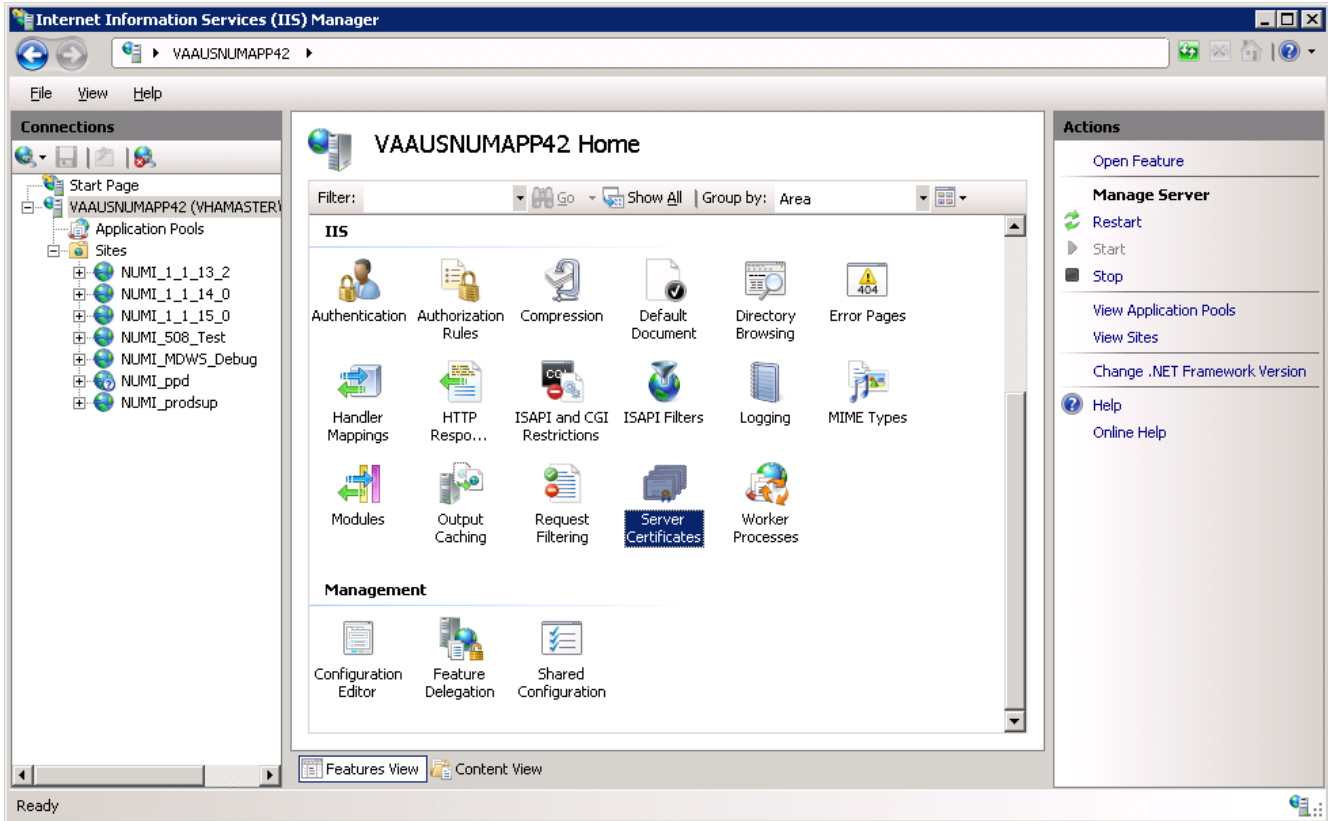 Internet Information Services (IIS) Manager
VAAUSNUMAPP42
File View Help
Connections
Start Page
VAAUSNUMAPP42 (VHAMASTER\
Application Pools
Sites
NUMI_1_1_13_2
NUMI_1_1_14_0
NUMI_1_1_15_0
NUMI_508_Test
NUMI_MDWS_Debug
NUMI_ppd
NUMI_prodsup
VAAUSNUMAPP42 Home
Filter: Go Show All Group by: Area
IIS
Authentication Authorization Compression Default Directory Error Pages
Rules Document Browsing
404
CGI
Handler HTTP ISAPI and CGI ISAPI Filters Logging MIME Types
Mappings Respo... Restrictions
Modules Output Request Server Worker
Caching Filtering Certificates Processes
Management
Configuration Feature Shared
Editor Delegation Configuration
Features View Content View
Actions
Open Feature
Manage Server
Restart
Start
Stop
View Application Pools
View Sites
Change .NET Framework Version
Help
Online Help
Ready